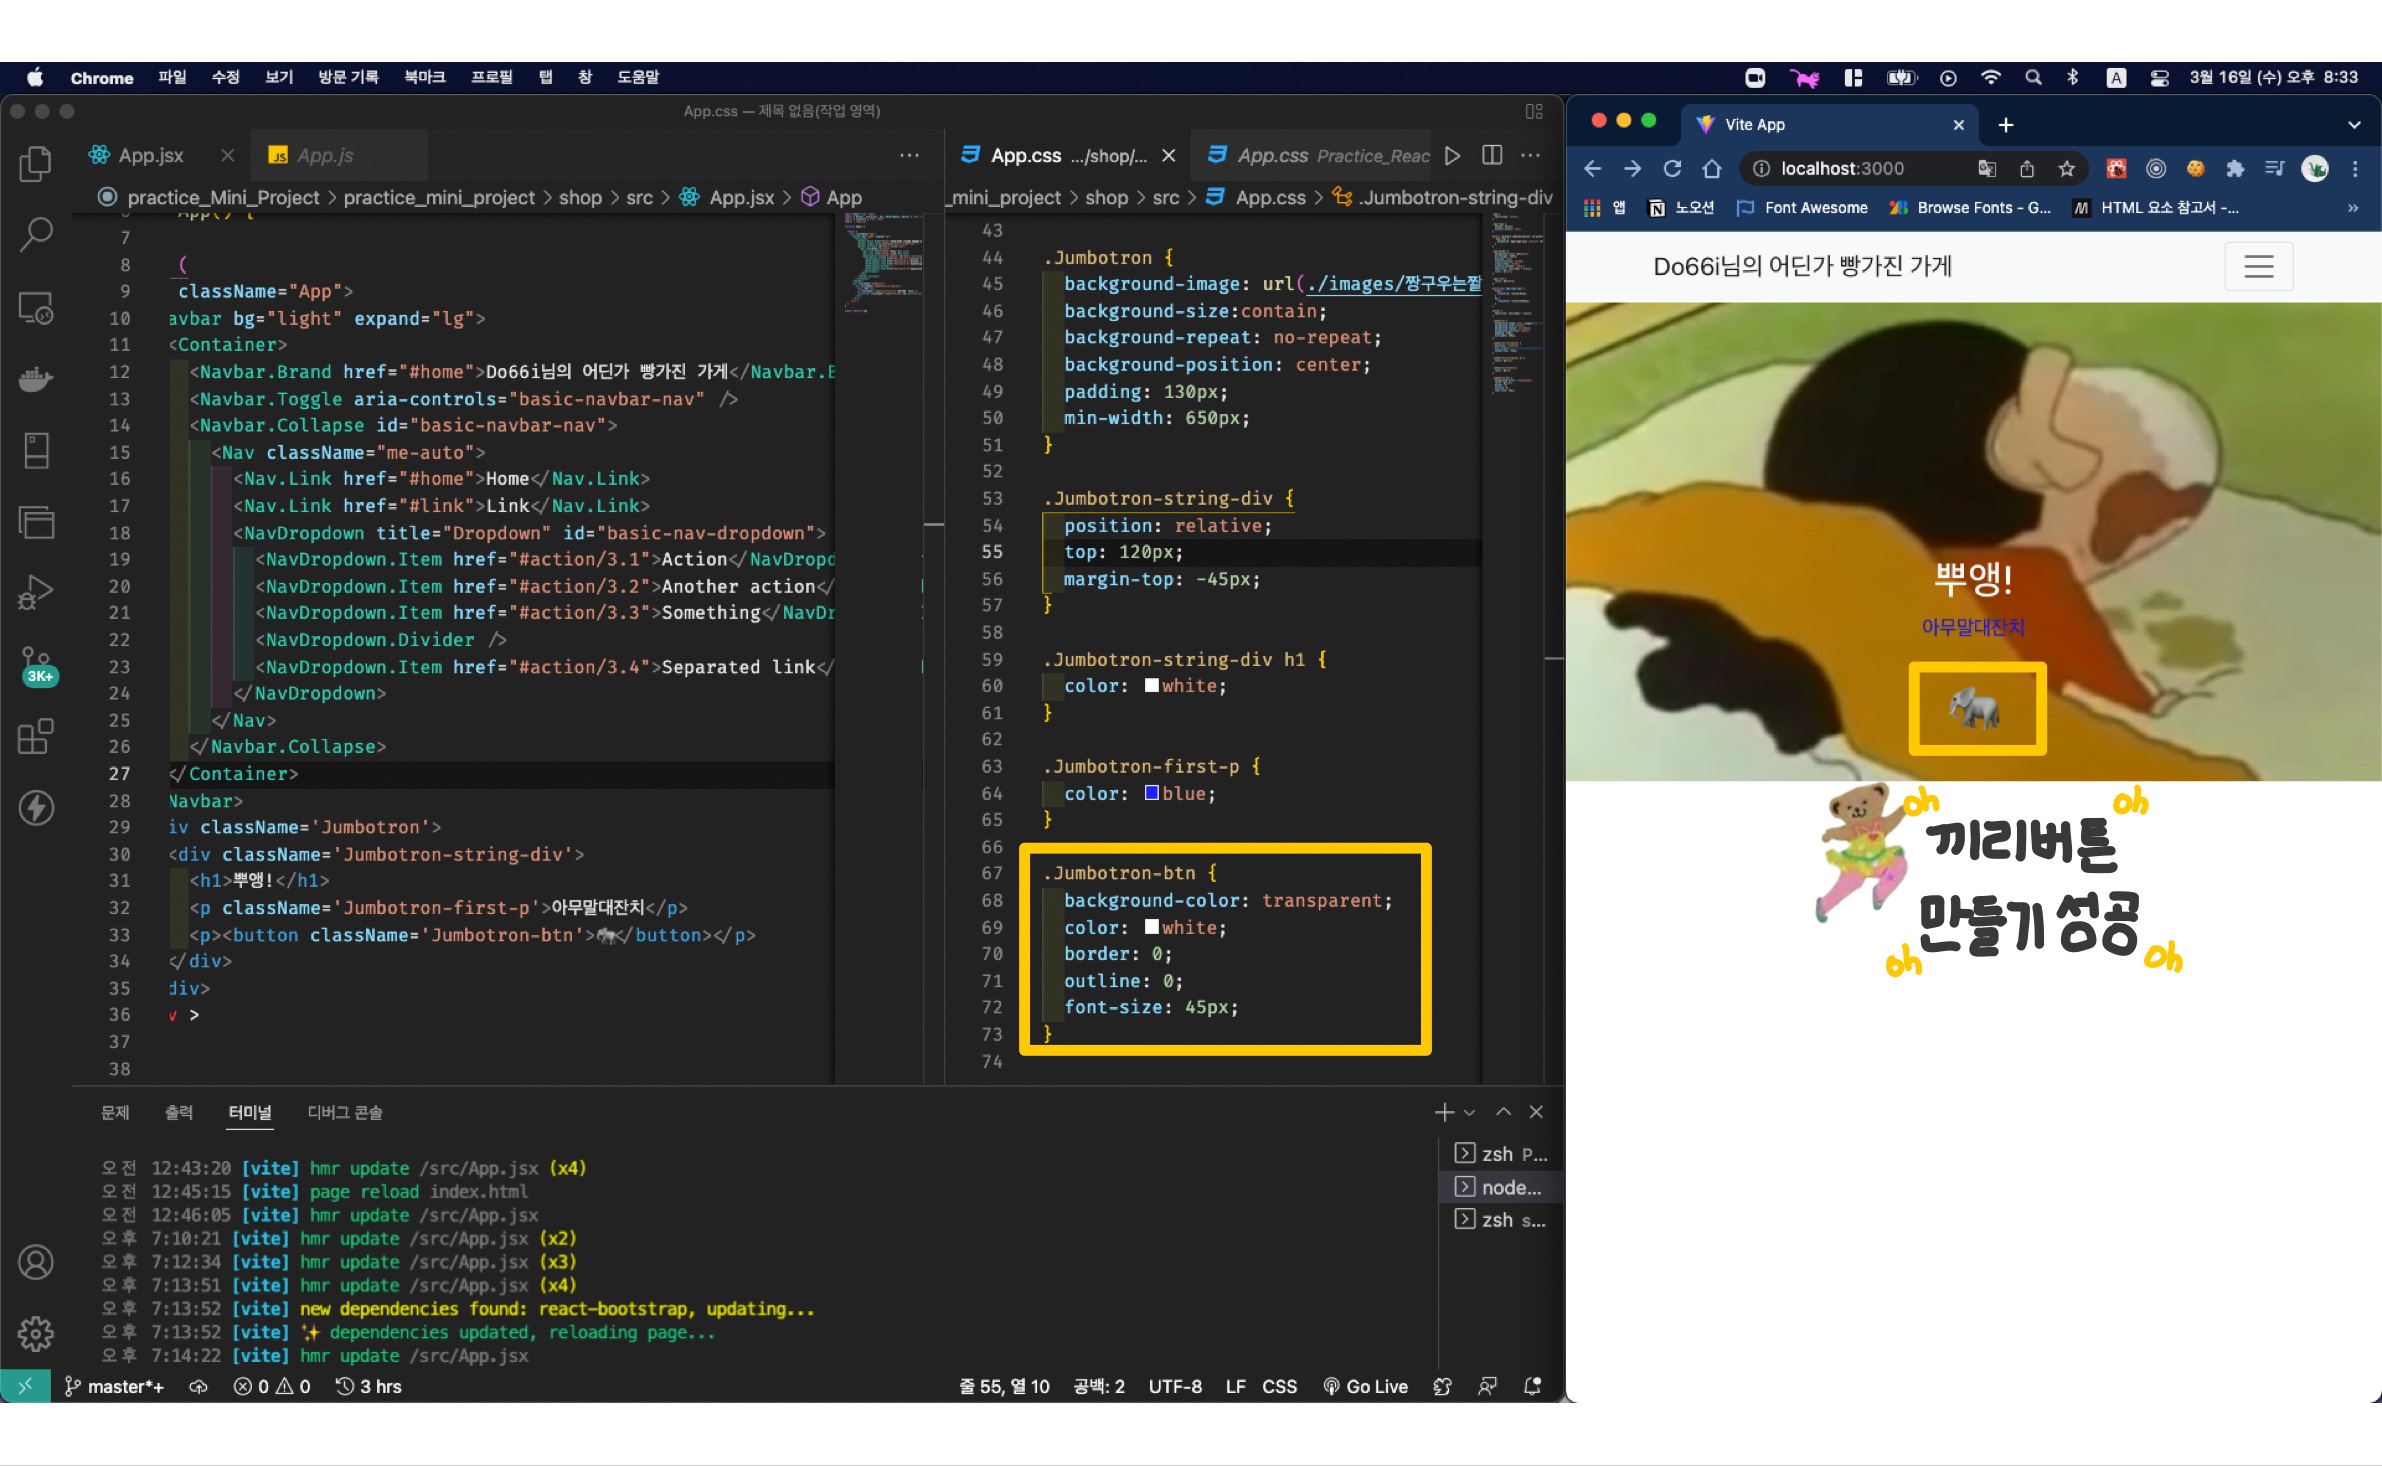 Chrome 파일 수정 보기 방문 기록 북마크 프로필 탭 창 도움말
A 3월 16일 (수) 오후 8:33
App.css — 제목 없음(작업 영역)
App.jsx
JS App.js
practice_Mini_Project > practice_mini_project > shop > src > App.jsx > App
App() {
7
8 (
9 className="App">
10 avbar bg="light" expand="lg">
11 <Container>
12 <Navbar.Brand href="#home">Do66i님의 어딘가 빵가진 가게</Navbar.B
13 <Navbar.Toggle aria-controls="basic-navbar-nav" />
14 <Navbar.Collapse id="basic-navbar-nav">
15 <Nav className="me-auto">
16 <Nav.Link href="#home">Home</Nav.Link>
17 <Nav.Link href="#link">Link</Nav.Link>
18 <NavDropdown title="Dropdown" id="basic-nav-dropdown">
19 <NavDropdown.Item href="#action/3.1">Action</NavDropd
20 <NavDropdown.Item href="#action/3.2">Another action</
21 <NavDropdown.Item href="#action/3.3">Something</NavDr
22 <NavDropdown.Divider />
23 <NavDropdown.Item href="#action/3.4">Separated link</
24 </NavDropdown>
25 </Nav>
26 </Navbar.Collapse>
27 </Container>
28 Navbar>
29 iv className='Jumbotron'>
30 <div className='Jumbotron-string-div'>
31 <h1>뿌앵!</h1>
32 <p className='Jumbotron-first-p'>아무말대잔치</p>
33 <p><button className='Jumbotron-btn'>🐘</button></p>
34 </div>
35 div>
36 v >
37
38
App.css .../shop/...
App.css Practice_Reac
_mini_project > shop > src > App.css > .Jumbotron-string-div
43
44 .Jumbotron {
45 background-image: url(./images/짱구우는짤
46 background-size:contain;
47 background-repeat: no-repeat;
48 background-position: center;
49 padding: 130px;
50 min-width: 650px;
51 }
52
53 .Jumbotron-string-div {
54 position: relative;
55 top: 120px;
56 margin-top: -45px;
57 }
58
59 .Jumbotron-string-div h1 {
60 color: white;
61 }
62
63 .Jumbotron-first-p {
64 color: blue;
65 }
66
67 .Jumbotron-btn {
68 background-color: transparent;
69 color: white;
70 border: 0;
71 outline: 0;
72 font-size: 45px;
73 }
74
3K+
문제 출력 터미널 디버그 콘솔
오전 12:43:20 [vite] hmr update /src/App.jsx (x4)
오전 12:45:15 [vite] page reload index.html
오전 12:46:05 [vite] hmr update /src/App.jsx
오후 7:10:21 [vite] hmr update /src/App.jsx (x2)
오후 7:12:34 [vite] hmr update /src/App.jsx (x3)
오후 7:13:51 [vite] hmr update /src/App.jsx (x4)
오후 7:13:52 [vite] new dependencies found: react-bootstrap, updating...
오후 7:13:52 [vite] ✨ dependencies updated, reloading page...
오후 7:14:22 [vite] hmr update /src/App.jsx
zsh P...
node...
zsh s...
master*+ 0 0 3 hrs
줄 55, 열 10 공백: 2 UTF-8 LF CSS Go Live
Vite App
localhost:3000
앱 노오션 Font Awesome Browse Fonts - G... HTML 요소 참고서 -...
Do66i님의 어딘가 빵가진 가게
뿌앵!
아무말대잔치
🐘
oh oh
끼리버튼
만들기 성공
oh oh